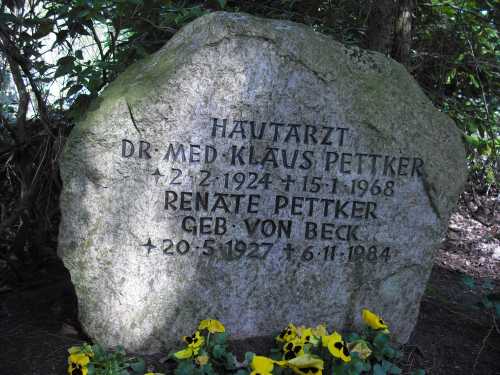 HAUTARZT
DR · MED · KLAUS PETTKER
✶ 2 · 2 · 1924 ✝ 15 · 1 · 1968
RENATE PETTKER
GEB · VON BECK
✶ 20 · 5 · 1927 ✝ 6 · 11 · 1984